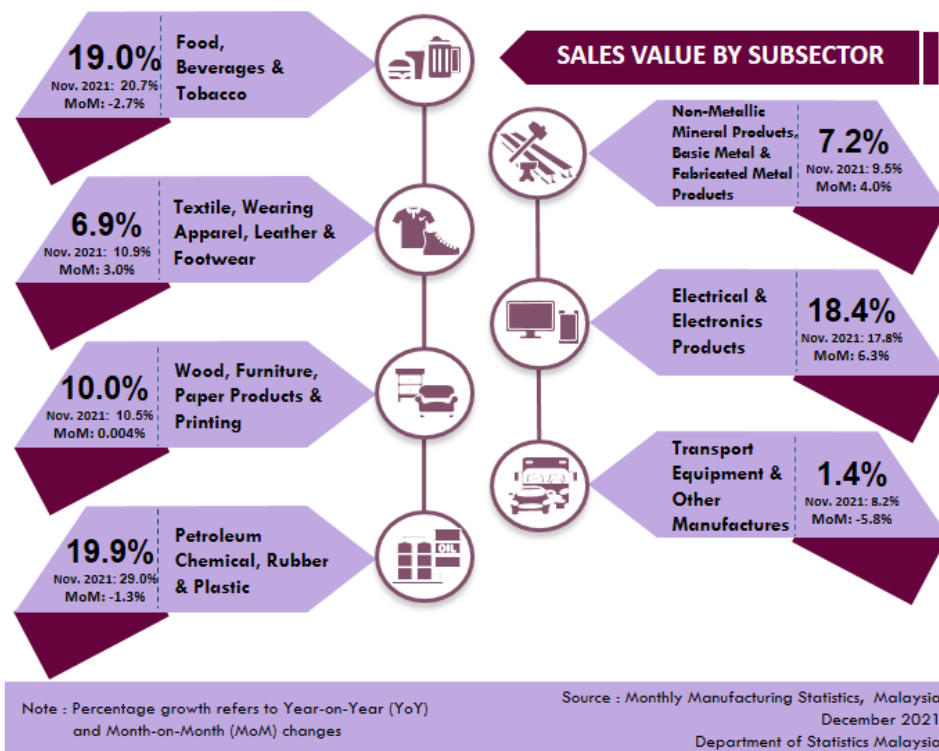 SALES VALUE BY SUBSECTOR
19.0%
Nov. 2021: 20.7%
MoM: -2.7%
Food,
Beverages &
Tobacco
6.9%
Nov. 2021: 10.9%
MoM: 3.0%
Textile, Wearing
Apparel, Leather &
Footwear
10.0%
Nov. 2021: 10.5%
MoM: 0.004%
Wood, Furniture,
Paper Products &
Printing
19.9%
Nov. 2021: 29.0%
MoM: -1.3%
Petroleum
Chemical, Rubber
& Plastic
OIL
Non-Metallic
Mineral Products,
Basic Metal &
Fabricated Metal
Products
7.2%
Nov. 2021: 9.5%
MoM: 4.0%
Electrical &
Electronics
Products
18.4%
Nov. 2021: 17.8%
MoM: 6.3%
Transport
Equipment &
Other
Manufactures
1.4%
Nov. 2021: 8.2%
MoM: -5.8%
Note : Percentage growth refers to Year-on-Year (YoY)
and Month-on-Month (MoM) changes
Source : Monthly Manufacturing Statistics, Malaysia
December 2021
Department of Statistics Malaysia